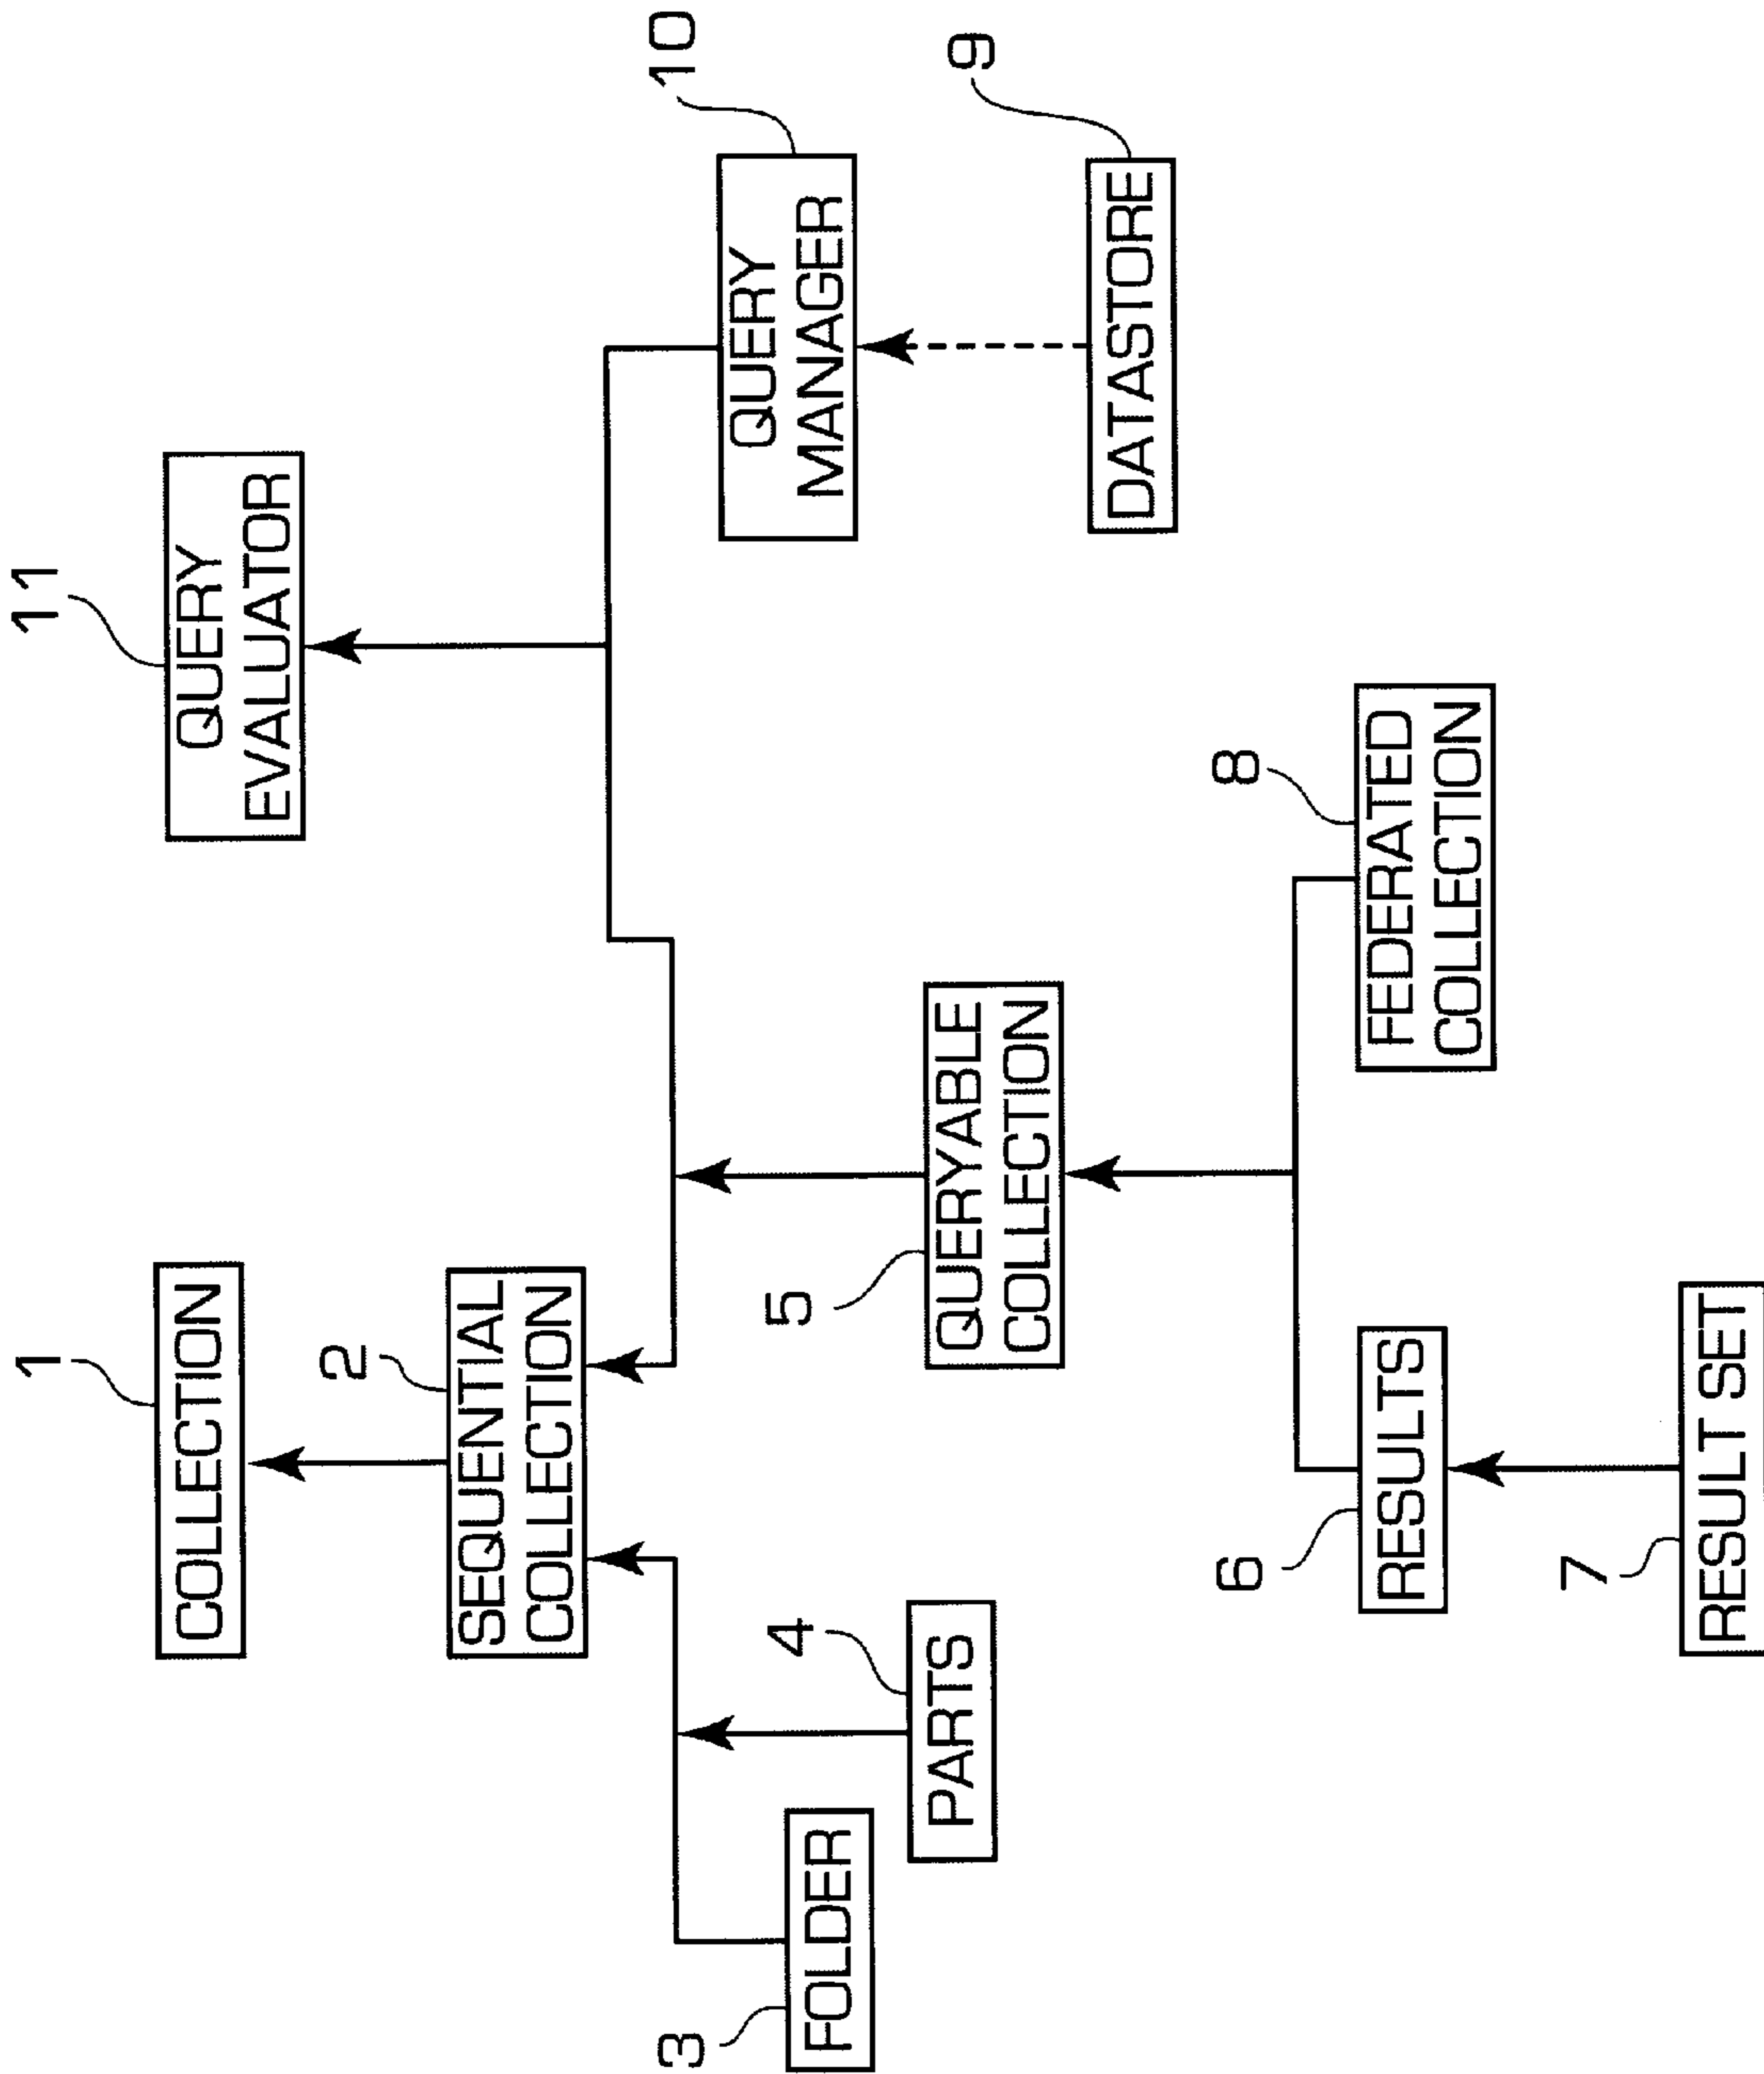 1
COLLECTION
11
QUERY
EVALUATOR
2
SEQUENTIAL
COLLECTION
10
QUERY
MANAGER
3
FOLDER
4
PARTS
5
QUERYABLE
COLLECTION
9
DATASTORE
6
RESULTS
8
FEDERATED
COLLECTION
7
RESULT SET